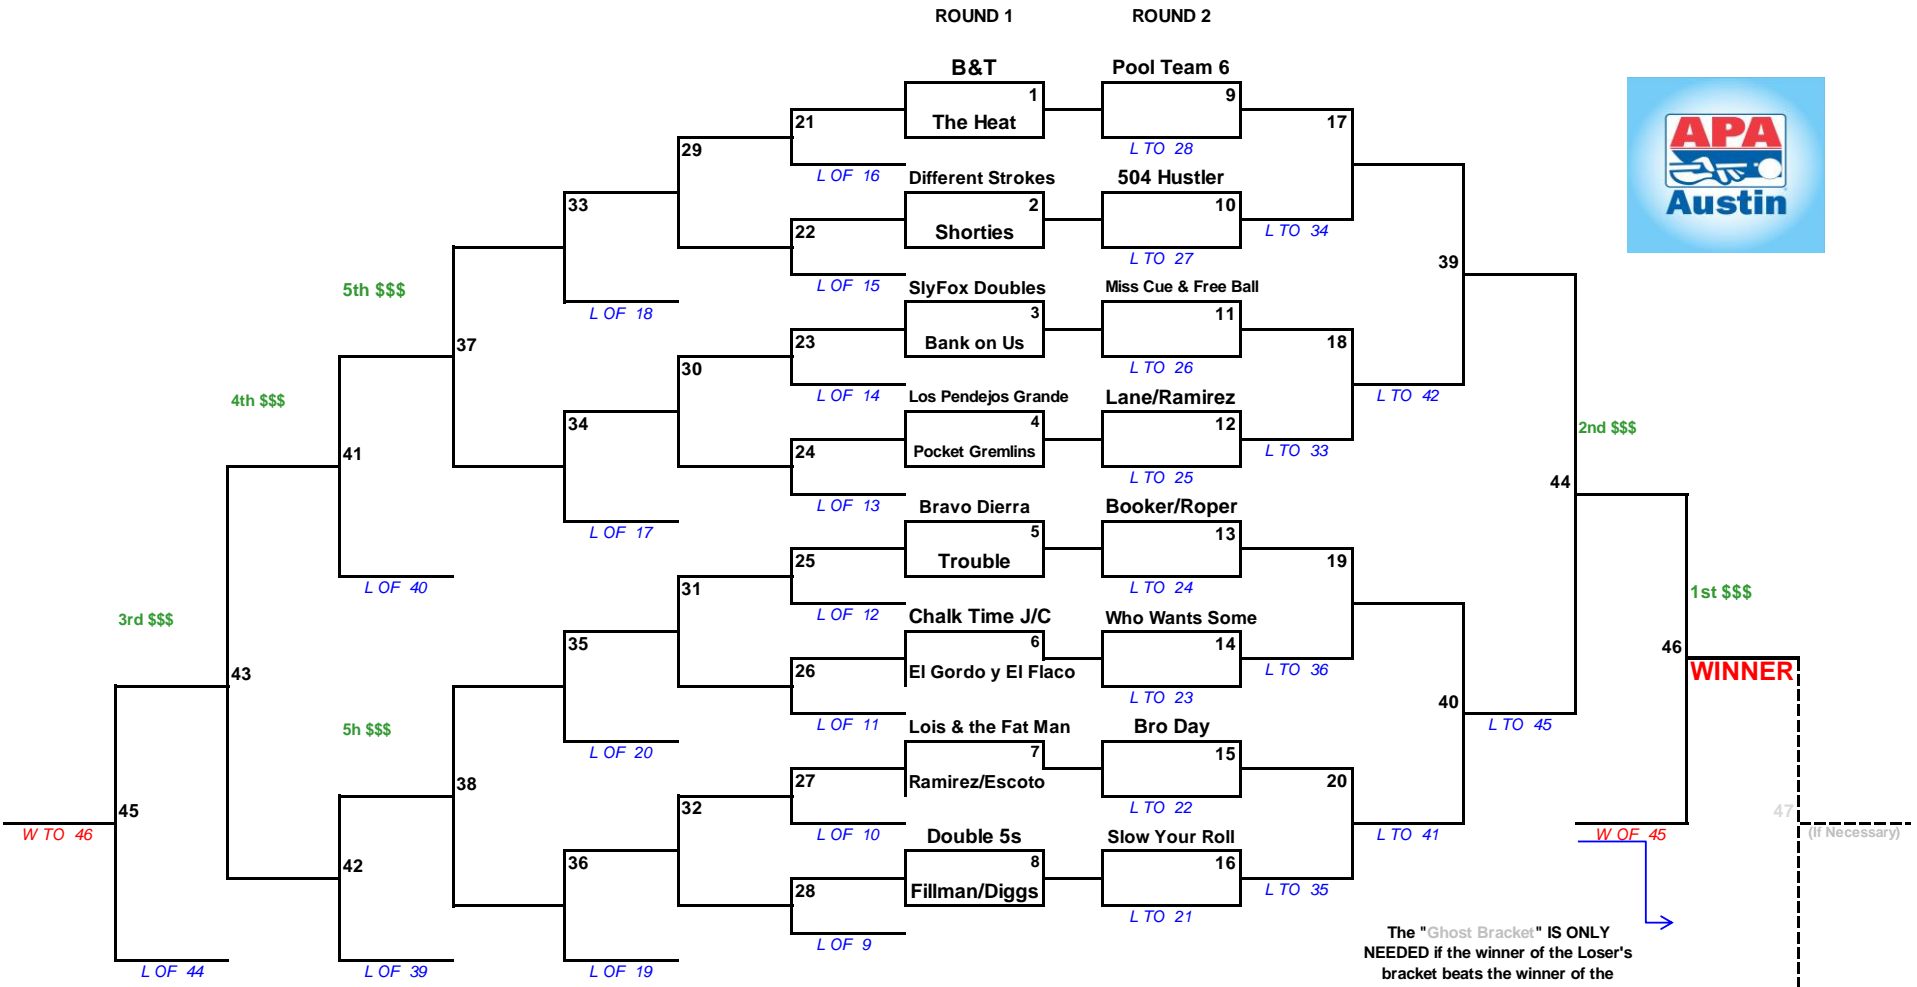 ROUND 1 ROUND 2
B&T Pool Team 6
1 9
21 The Heat 17
29 L TO 28
L OF 16 Different Strokes 504 Hustler
33 2 10
22 Shorties L TO 34
L TO 27
39
L OF 15 SlyFox Doubles Miss Cue & Free Ball
5th $$$
L OF 18 3 11
37 23 Bank on Us 18
30 L TO 26
L OF 14 Los Pendejos Grande Lane/Ramirez L TO 42
4th $$$
34 4 12 2nd $$$
41 24 Pocket Gremlins L TO 33
L TO 25
44
L OF 13 Bravo Dierra Booker/Roper
L OF 17 5 13
25 Trouble 19
L OF 40 31 L TO 24 1st $$$
3rd $$$ L OF 12 Chalk Time J/C Who Wants Some
35 6 14 46
43 26 El Gordo y El Flaco L TO 36 WINNER
L TO 23
40
5h $$$ L OF 11 Lois & the Fat Man Bro Day L TO 45
L OF 20 7 15
38 27 Ramirez/Escoto 20
45 32 L TO 22 47
W TO 46 L OF 10 Double 5s Slow Your Roll L TO 41 W OF 45 (If Necessary)
42 36 8 16
28 Fillman/Diggs L TO 35
L TO 21
The "Ghost Bracket" IS ONLY
L OF 9
NEEDED if the winner of the Loser's
L OF 44 L OF 39 L OF 19 bracket beats the winner of the
APA
Austin